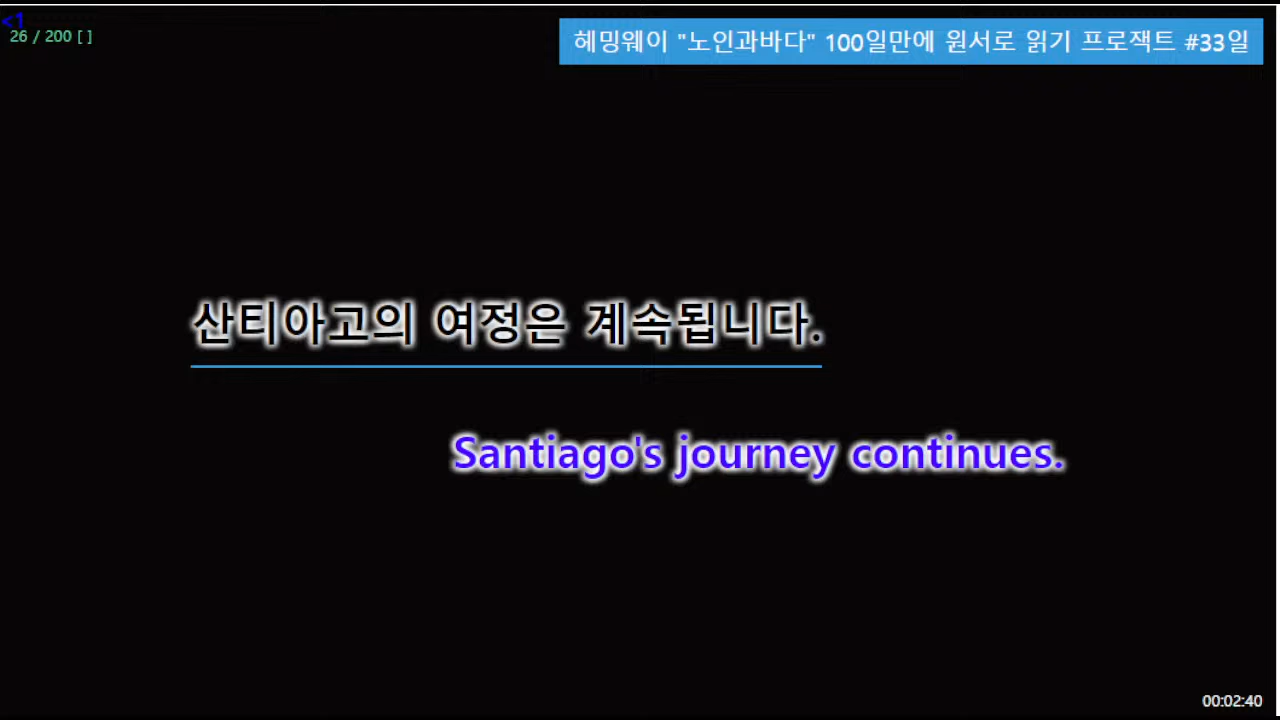 <1
26 / 200 [ ]
헤밍웨이 "노인과바다" 100일만에 원서로 읽기 프로잭트 #33일
산티아고의 여정은 계속됩니다.
Santiago's journey continues.
00:02:40